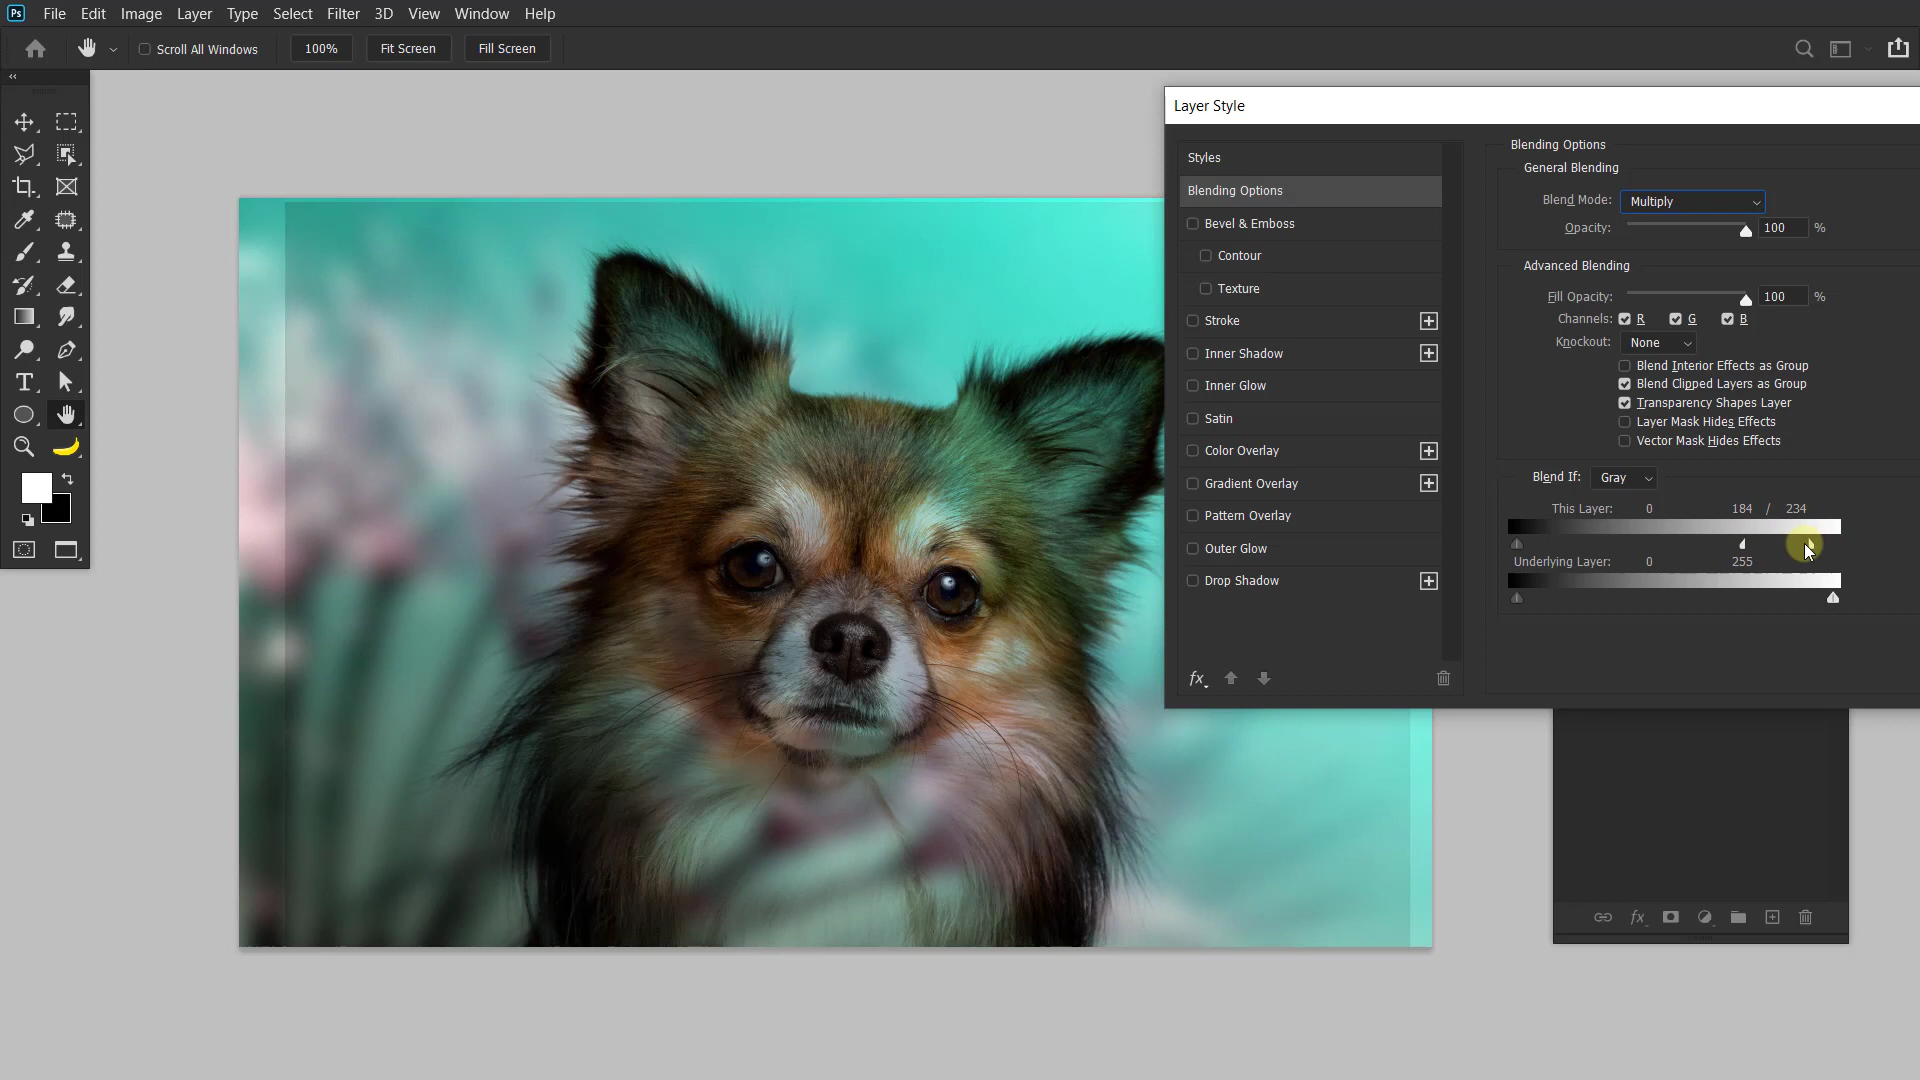 Ps File Edit Image Layer Type Select Filter 3D View Window Help
Scroll All Windows 100% Fit Screen Fill Screen
Layer Style
Styles
Blending Options
Bevel & Emboss
Contour
Texture
Stroke
Inner Shadow
Inner Glow
Satin
Color Overlay
Gradient Overlay
Pattern Overlay
Outer Glow
Drop Shadow
fx
Blending Options
General Blending
Blend Mode: Multiply
Opacity: 100 %
Advanced Blending
Fill Opacity: 100 %
Channels: R G B
Knockout: None
Blend Interior Effects as Group
Blend Clipped Layers as Group
Transparency Shapes Layer
Layer Mask Hides Effects
Vector Mask Hides Effects
Blend If: Gray
This Layer: 0 184 / 234
Underlying Layer: 0 255
fx